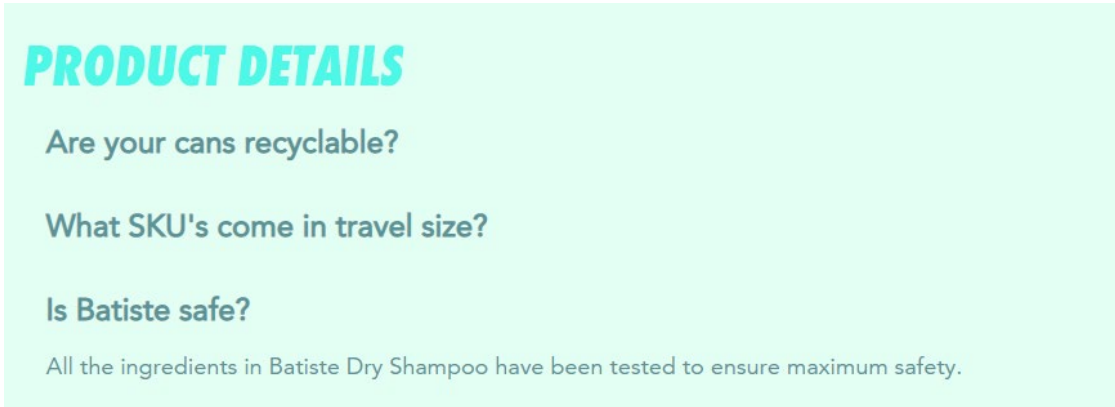 PRODUCT DETAILS
Are your cans recyclable?
What SKU's come in travel size?
Is Batiste safe?
All the ingredients in Batiste Dry Shampoo have been tested to ensure maximum safety.